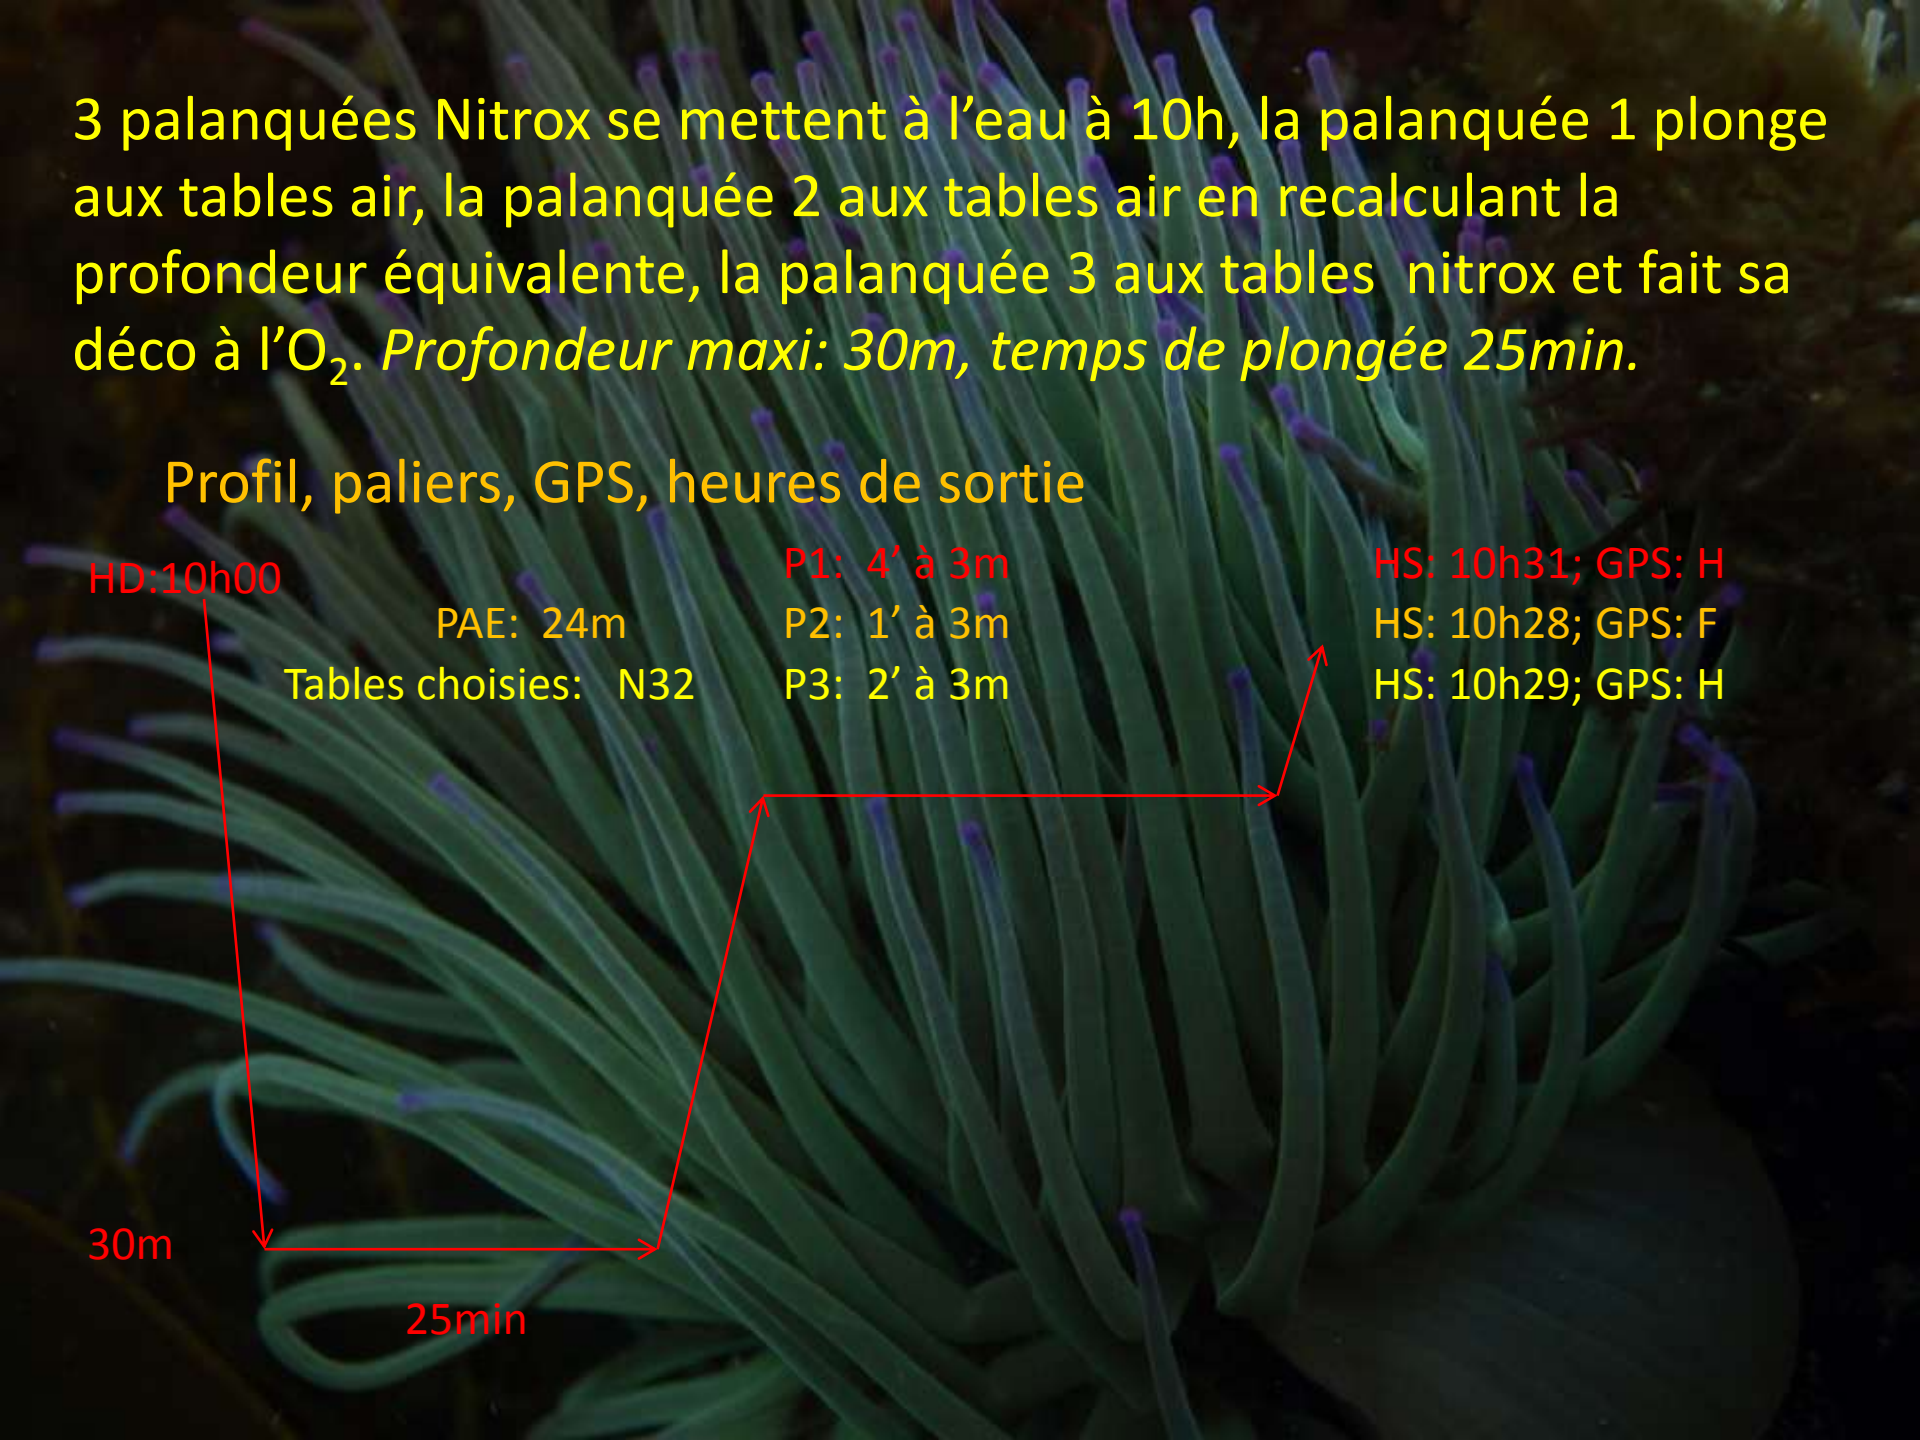 3 palanquées Nitrox se mettent à l’eau à 10h, la palanquée 1 plonge
aux tables air, la palanquée 2 aux tables air en recalculant la
profondeur équivalente, la palanquée 3 aux tables nitrox et fait sa
déco à l’O2. Profondeur maxi: 30m, temps de plongée 25min.
Profil, paliers, GPS, heures de sortie
HD:10h00
P1: 4’ à 3m
HS: 10h31; GPS: H
PAE: 24m
P2: 1’ à 3m
HS: 10h28; GPS: F
Tables choisies: N32
P3: 2’ à 3m
HS: 10h29; GPS: H
30m
25min